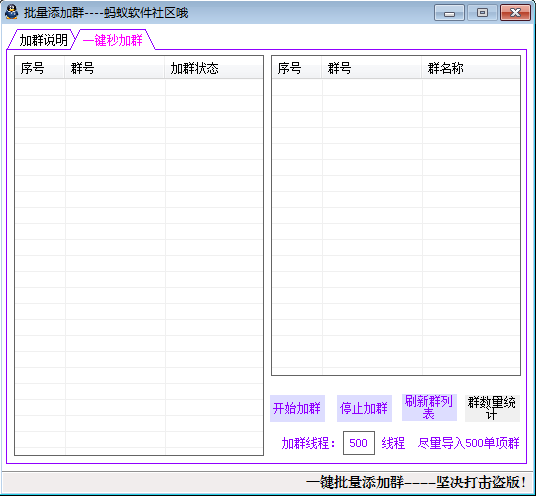 批量添加群----蚂蚁软件社区哦
加群说明 一键秒加群
序号 群号 加群状态
序号 群号 群名称
开始加群 停止加群 刷新群列表 群数量统计
加群线程: 500 线程 尽量导入500单项群
一键批量添加群----坚决打击盗版!